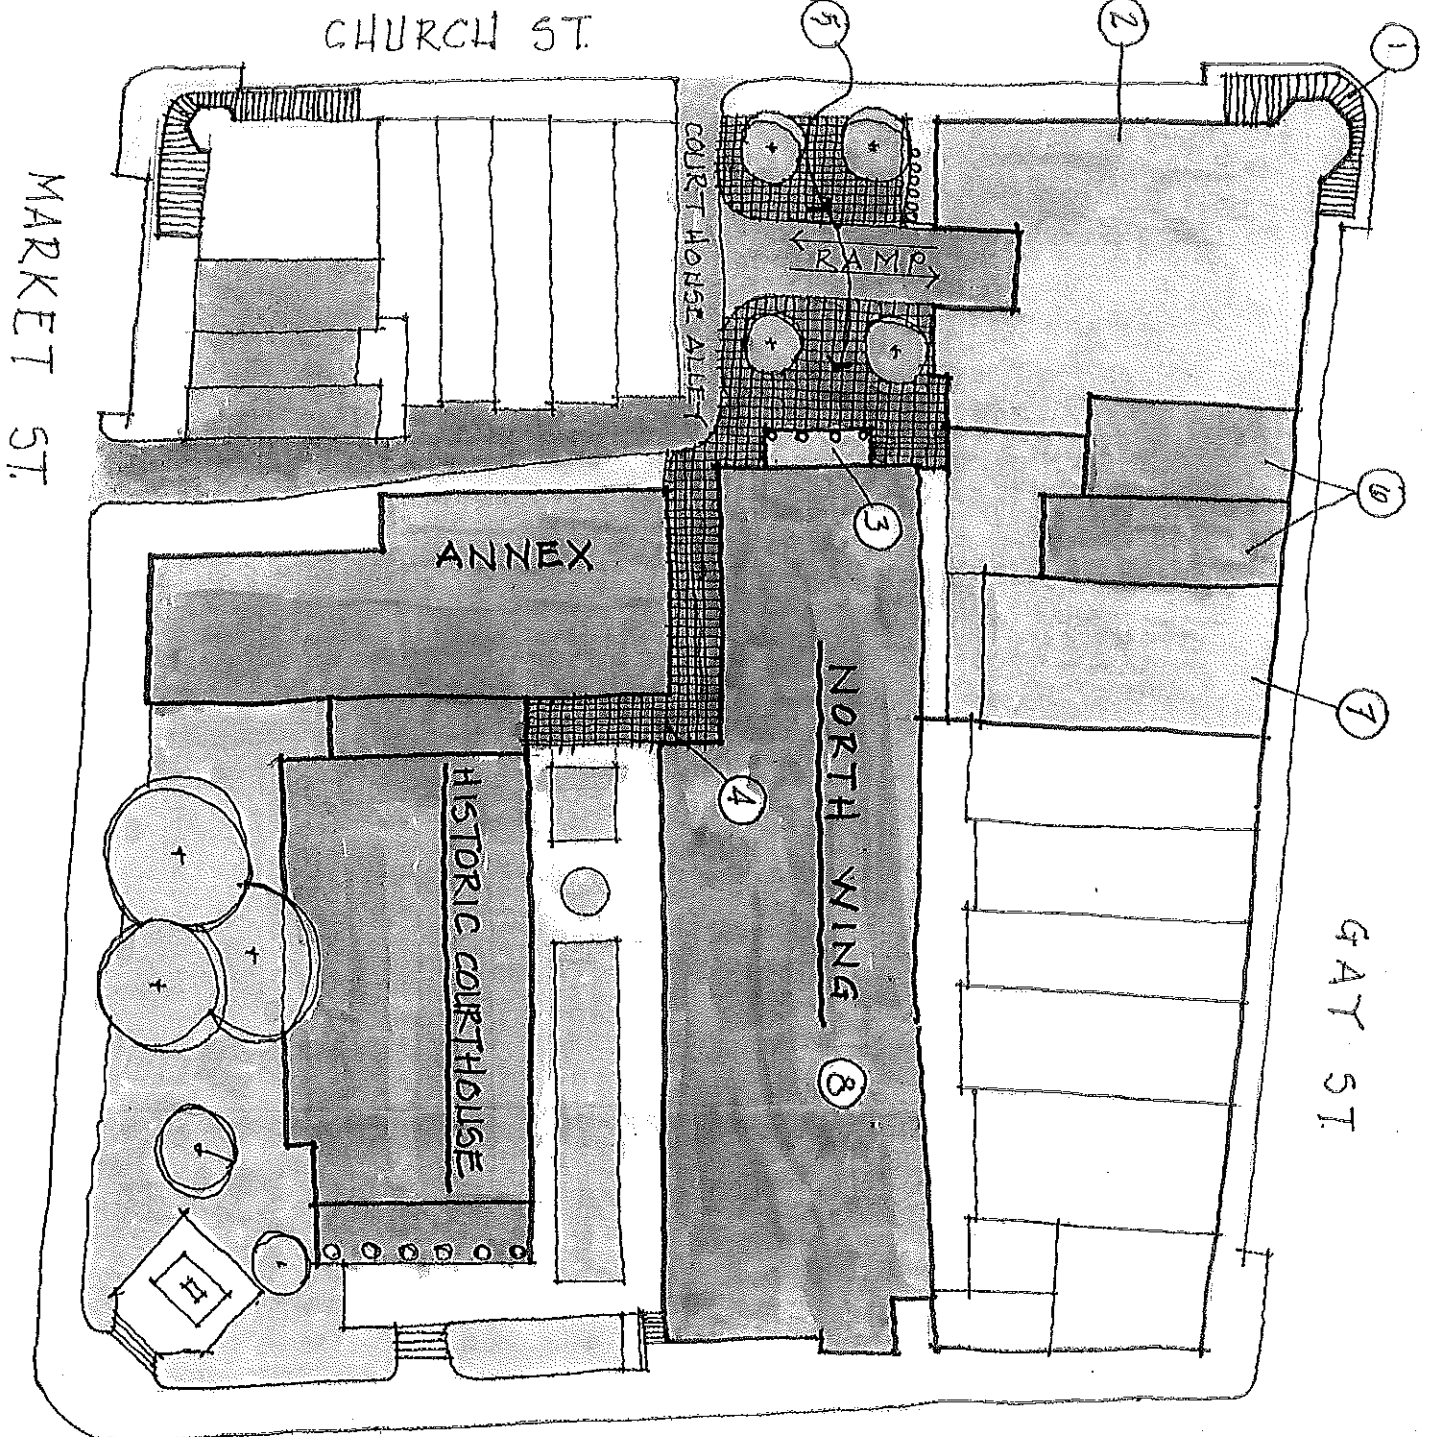 CHURCH ST.
5
2
1
COURT HOUSE ALLEY
RAMP
MARKET ST.
6
3
ANNEX
7
NORTH WING
4
HISTORIC COURTHOUSE
GAY ST.
8